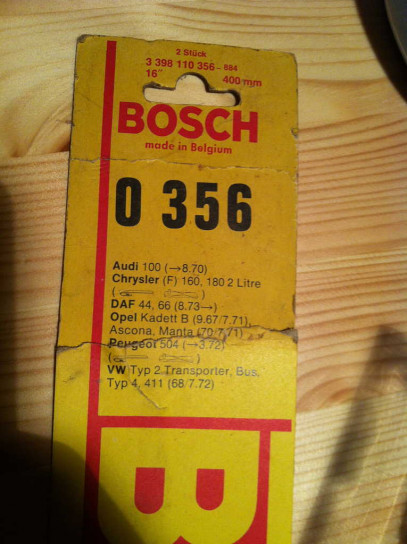 2 Stück
3 398 110 356 - 884
16" 400 mm
BOSCH
made in Belgium
0 356
Audi 100 (→8.70)
Chrysler (F) 160, 180 2 Litre
( )
DAF 44, 66 (8.73→)
Opel Kadett B (9.67/7.71),
Ascona, Manta (70/7.71)
Peugeot 504 (→3.72)
( )
VW Typ 2 Transporter, Bus,
Typ 4, 411 (68/7.72)
B